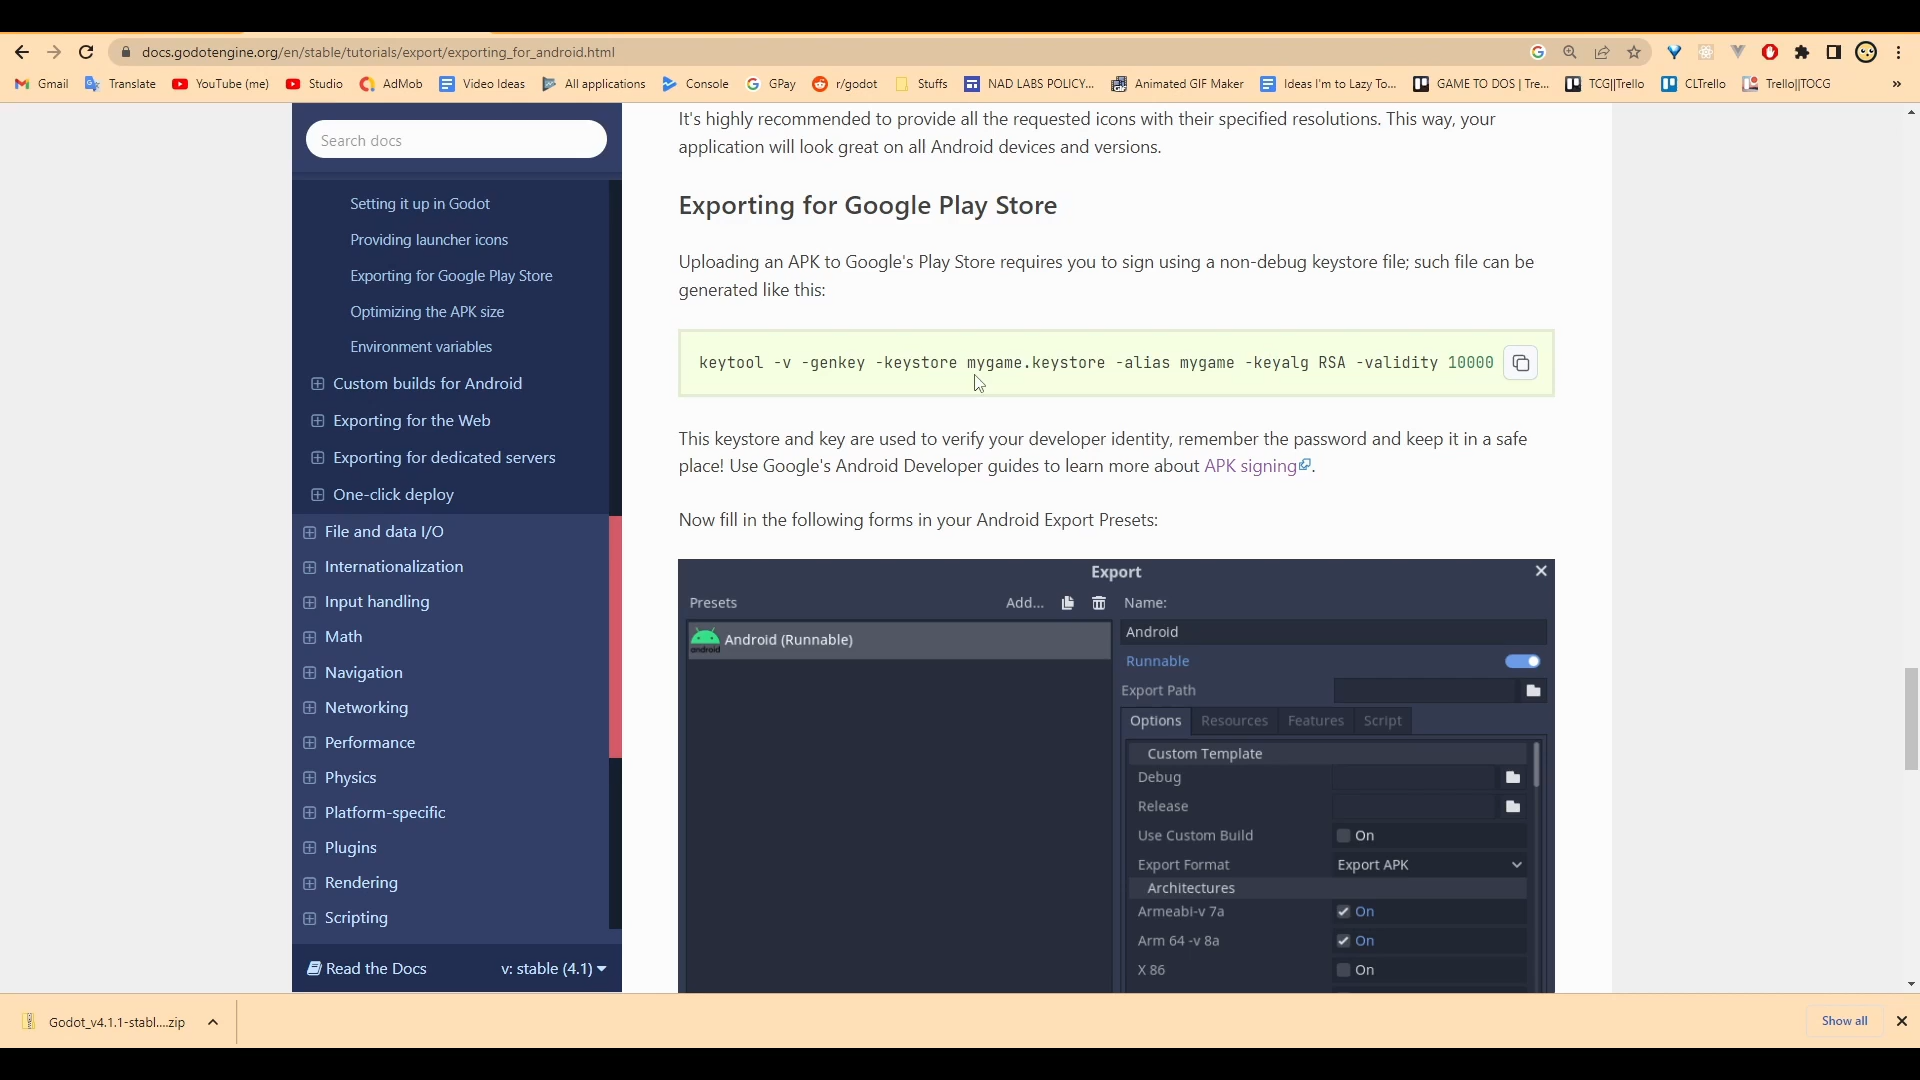 docs.godotengine.org/en/stable/tutorials/export/exporting_for_android.html
Gmail Translate YouTube (me) Studio AdMob Video Ideas All applications Console GPay r/godot Stuffs NAD LABS POLICY... Animated GIF Maker Ideas I'm to Lazy To... GAME TO DOS | Tre... TCG||Trello CLTrello Trello||TOCG »
Search docs
Setting it up in Godot
Providing launcher icons
Exporting for Google Play Store
Optimizing the APK size
Environment variables
Custom builds for Android
Exporting for the Web
Exporting for dedicated servers
One-click deploy
File and data I/O
Internationalization
Input handling
Math
Navigation
Networking
Performance
Physics
Platform-specific
Plugins
Rendering
Scripting
Read the Docs v: stable (4.1)
It's highly recommended to provide all the requested icons with their specified resolutions. This way, your
application will look great on all Android devices and versions.
Exporting for Google Play Store
Uploading an APK to Google's Play Store requires you to sign using a non-debug keystore file; such file can be
generated like this:
keytool -v -genkey -keystore mygame.keystore -alias mygame -keyalg RSA -validity 10000
This keystore and key are used to verify your developer identity, remember the password and keep it in a safe
place! Use Google's Android Developer guides to learn more about APK signing.
Now fill in the following forms in your Android Export Presets:
Export
Presets Add... Name:
android Android (Runnable) Android
Runnable
Export Path
Options Resources Features Script
Custom Template
Debug
Release
Use Custom Build On
Export Format Export APK
Architectures
Armeabi-v 7a On
Arm 64 -v 8a On
X 86 On
Godot_v4.1.1-stabl....zip Show all